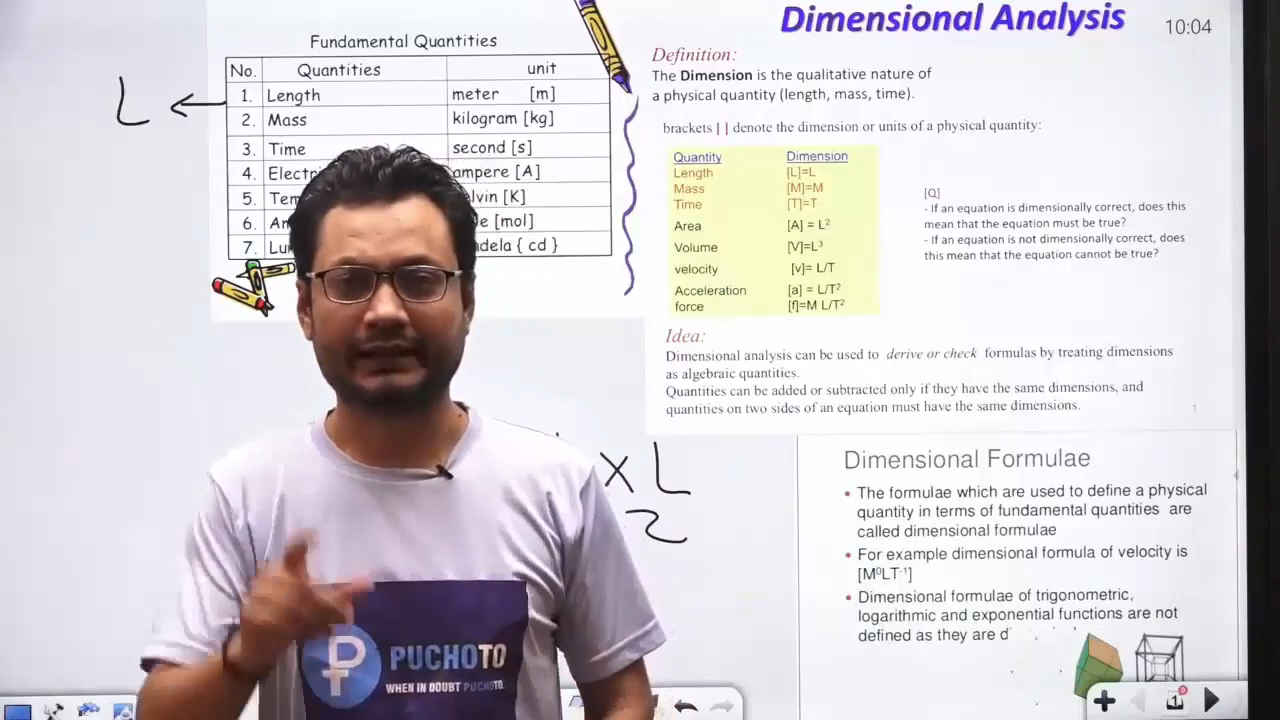 Fundamental Quantities
No. Quantities unit
1. Length meter [m]
2. Mass kilogram [kg]
3. Time second [s]
4. ampere [A]
5. [K]
6. [mol]
7. { cd }
L
x L
2
Dimensional Analysis
10:04
Definition:
The Dimension is the qualitative nature of
a physical quantity (length, mass, time).
brackets [ ] denote the dimension or units of a physical quantity:
Quantity Dimension
Length [L]=L
Mass [M]=M
Time [T]=T
Area [A] = L²
Volume [V]=L³
velocity [v]= L/T
Acceleration [a] = L/T²
force [f]=M L/T²
[Q]
- If an equation is dimensionally correct, does this
mean that the equation must be true?
- If an equation is not dimensionally correct, does
this mean that the equation cannot be true?
Idea:
Dimensional analysis can be used to derive or check formulas by treating dimensions
as algebraic quantities.
Quantities can be added or subtracted only if they have the same dimensions, and
quantities on two sides of an equation must have the same dimensions.
1
Dimensional Formulae
• The formulae which are used to define a physical
quantity in terms of fundamental quantities are
called dimensional formulae
• For example dimensional formula of velocity is
[M⁰LT⁻¹]
• Dimensional formulae of trigonometric,
logarithmic and exponential functions are not
defined as they are
PUCHOTO
WHEN IN DOUBT PUCHOTO.
1